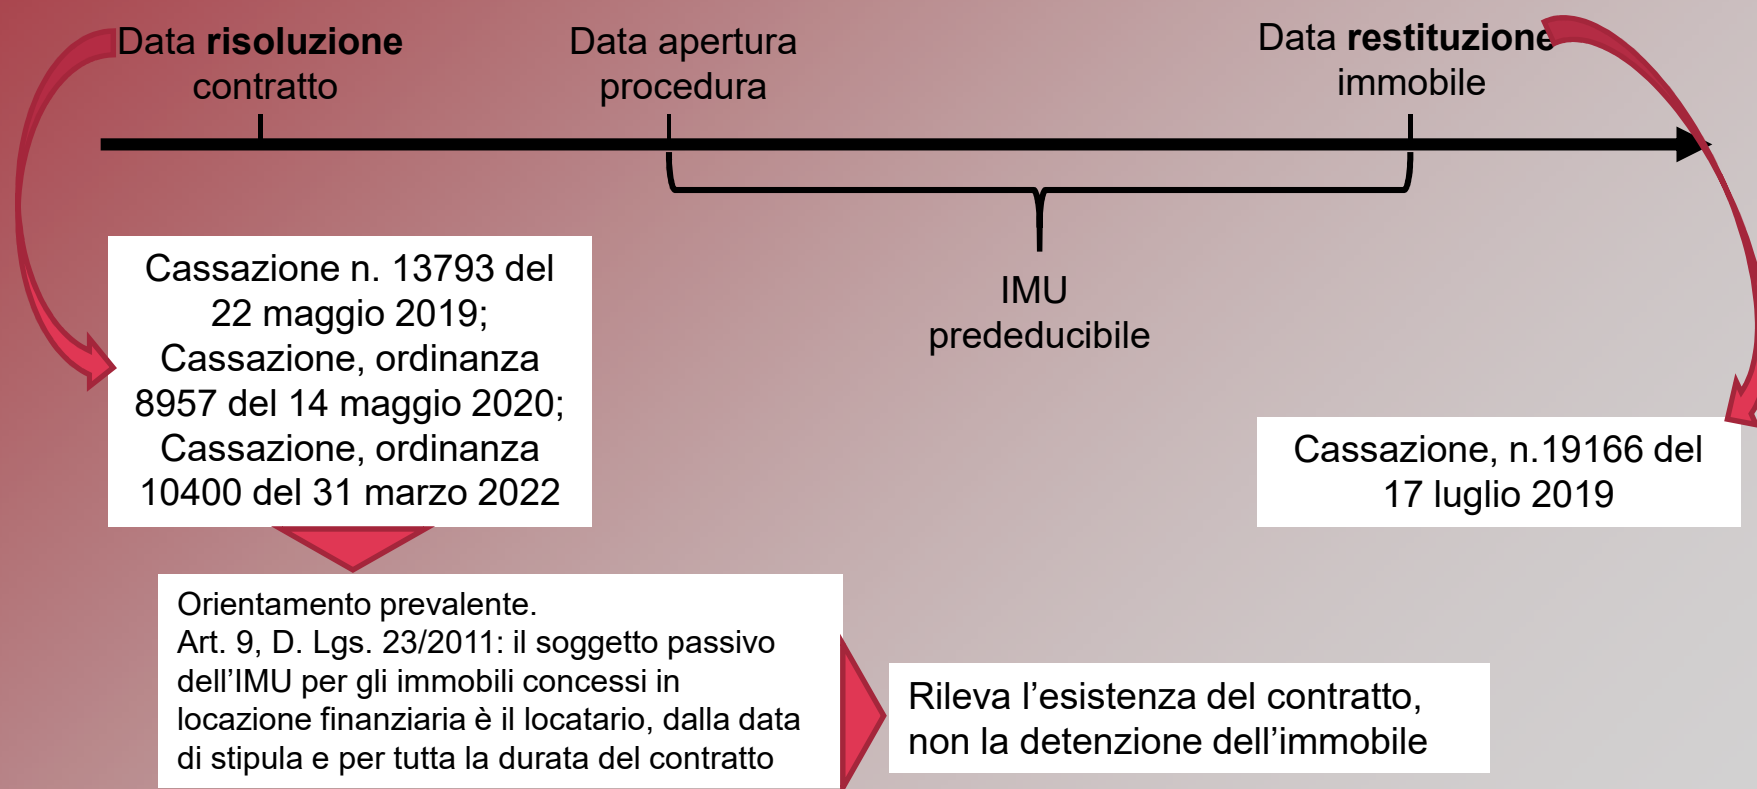 Data risoluzione
contratto
Data apertura
procedura
Data restituzione
immobile
IMU
prededucibile
Cassazione n. 13793 del
22 maggio 2019;
Cassazione, ordinanza
8957 del 14 maggio 2020;
Cassazione, ordinanza
10400 del 31 marzo 2022
Cassazione, n.19166 del
17 luglio 2019
Orientamento prevalente.
Art. 9, D. Lgs. 23/2011: il soggetto passivo
dell’IMU per gli immobili concessi in
locazione finanziaria è il locatario, dalla data
di stipula e per tutta la durata del contratto
Rileva l’esistenza del contratto,
non la detenzione dell’immobile